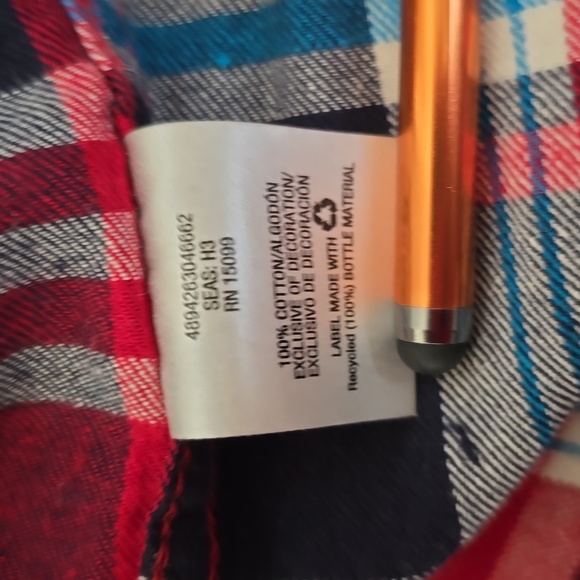 4894263046662
SEAS: H3
RN 15099
100% COTTON/ALGODÓN
EXCLUSIVE OF DECORATION/
EXCLUSIVO DE DECORACIÓN
LABEL MADE WITH
Recycled (100%) BOTTLE MATERIAL